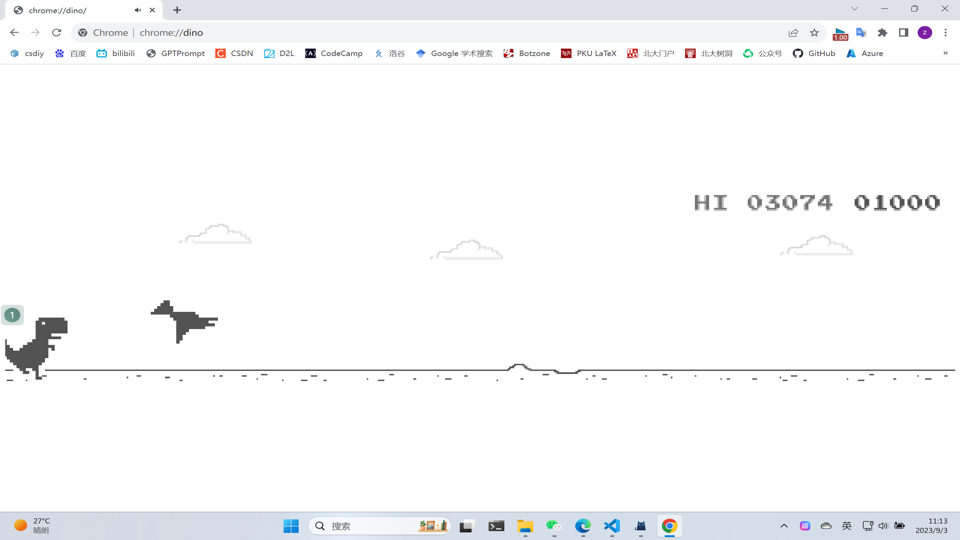 chrome://dino/
Chrome | chrome://dino
1.00
z
csdiy 百度 bilibili GPTPrompt CSDN D2L CodeCamp 洛谷 Google 学术搜索 Botzone PKU LaTeX 北大门户 北大树洞 公众号 GitHub Azure »
HI 03074 01000
1
27°C
晴朗
搜索
英
11:13
2023/9/3